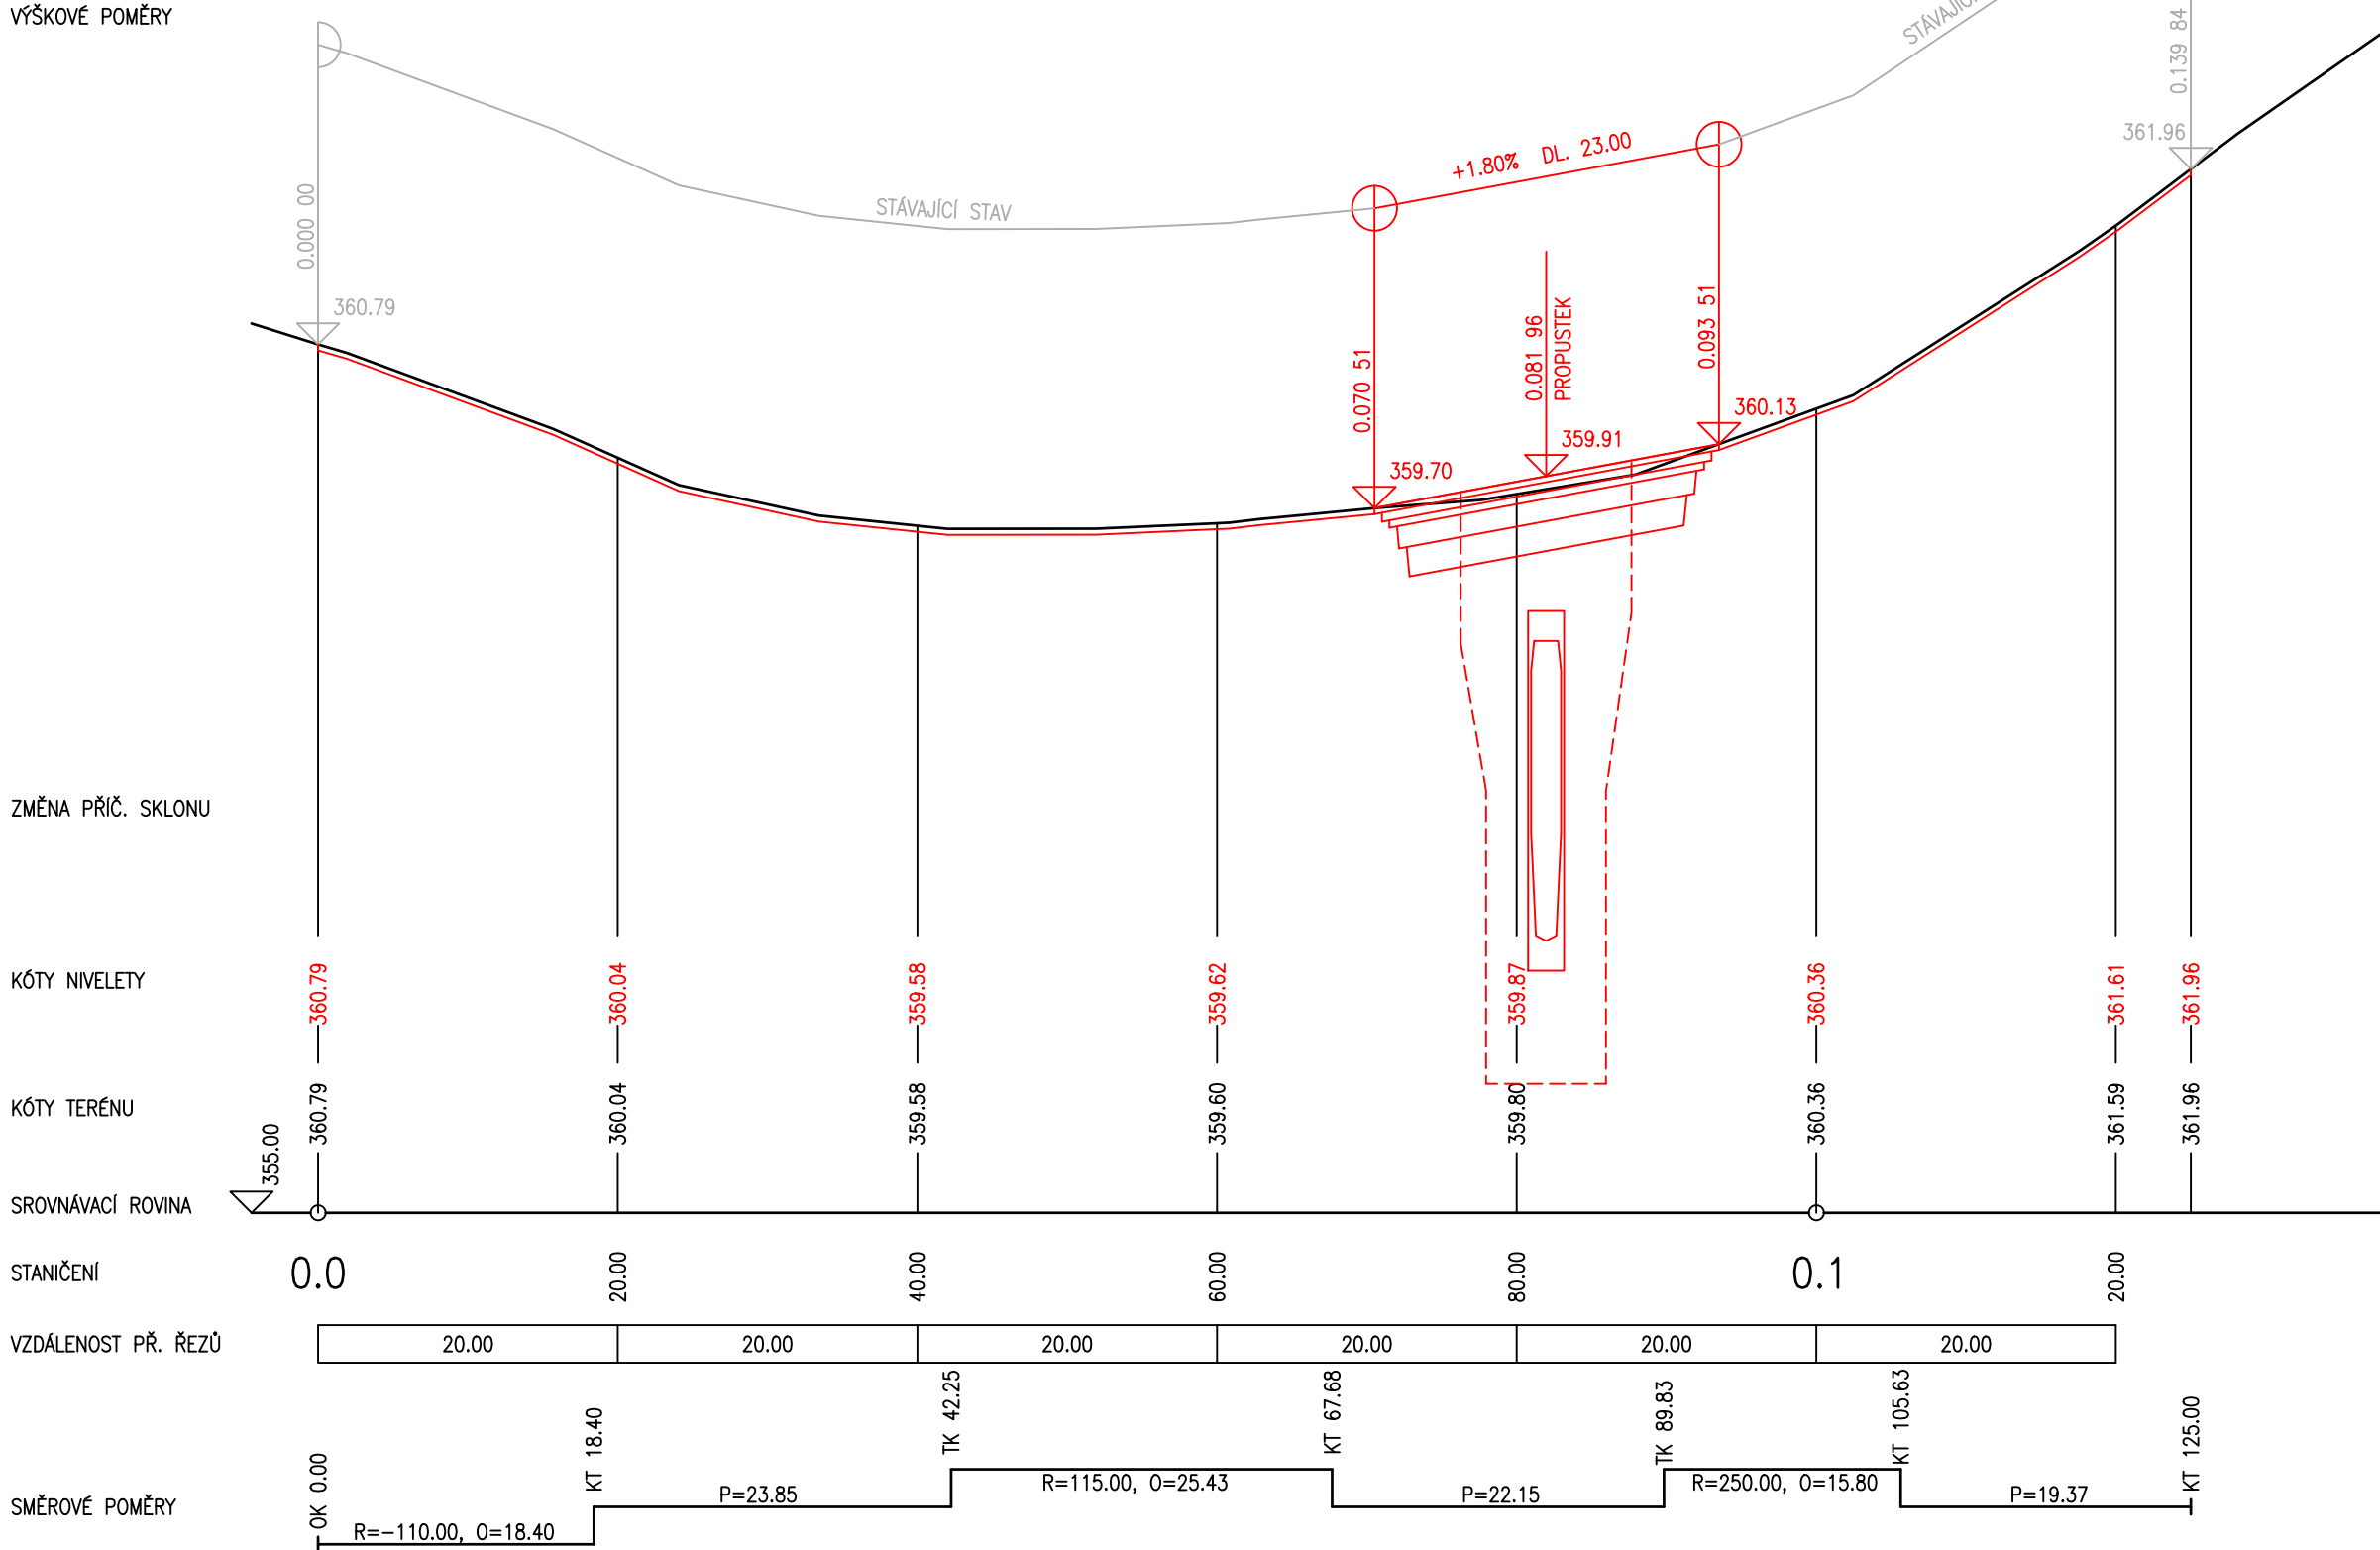 VÝŠKOVÉ POMĚRY
0.000 00
360.79
STÁVAJÍCÍ STAV
+1.80% DL. 23.00
0.070 51
359.70
0.081 96
PROPUSTEK
359.91
0.093 51
360.13
0.139 84
361.96
ZMĚNA PŘÍČ. SKLONU
KÓTY NIVELETY
360.79 360.04 359.58 359.62 359.87 360.36 361.61 361.96
KÓTY TERÉNU
360.79 360.04 359.58 359.60 359.80 360.36 361.59 361.96
355.00
SROVNÁVACÍ ROVINA
STANIČENÍ
0.0 20.00 40.00 60.00 80.00 0.1 20.00
VZDÁLENOST PŘ. ŘEZŮ
20.00 20.00 20.00 20.00 20.00 20.00
SMĚROVÉ POMĚRY
OK 0.00
R=-110.00, O=18.40
KT 18.40
P=23.85
TK 42.25
R=115.00, O=25.43
KT 67.68
P=22.15
TK 89.83
R=250.00, O=15.80
KT 105.63
P=19.37
KT 125.00